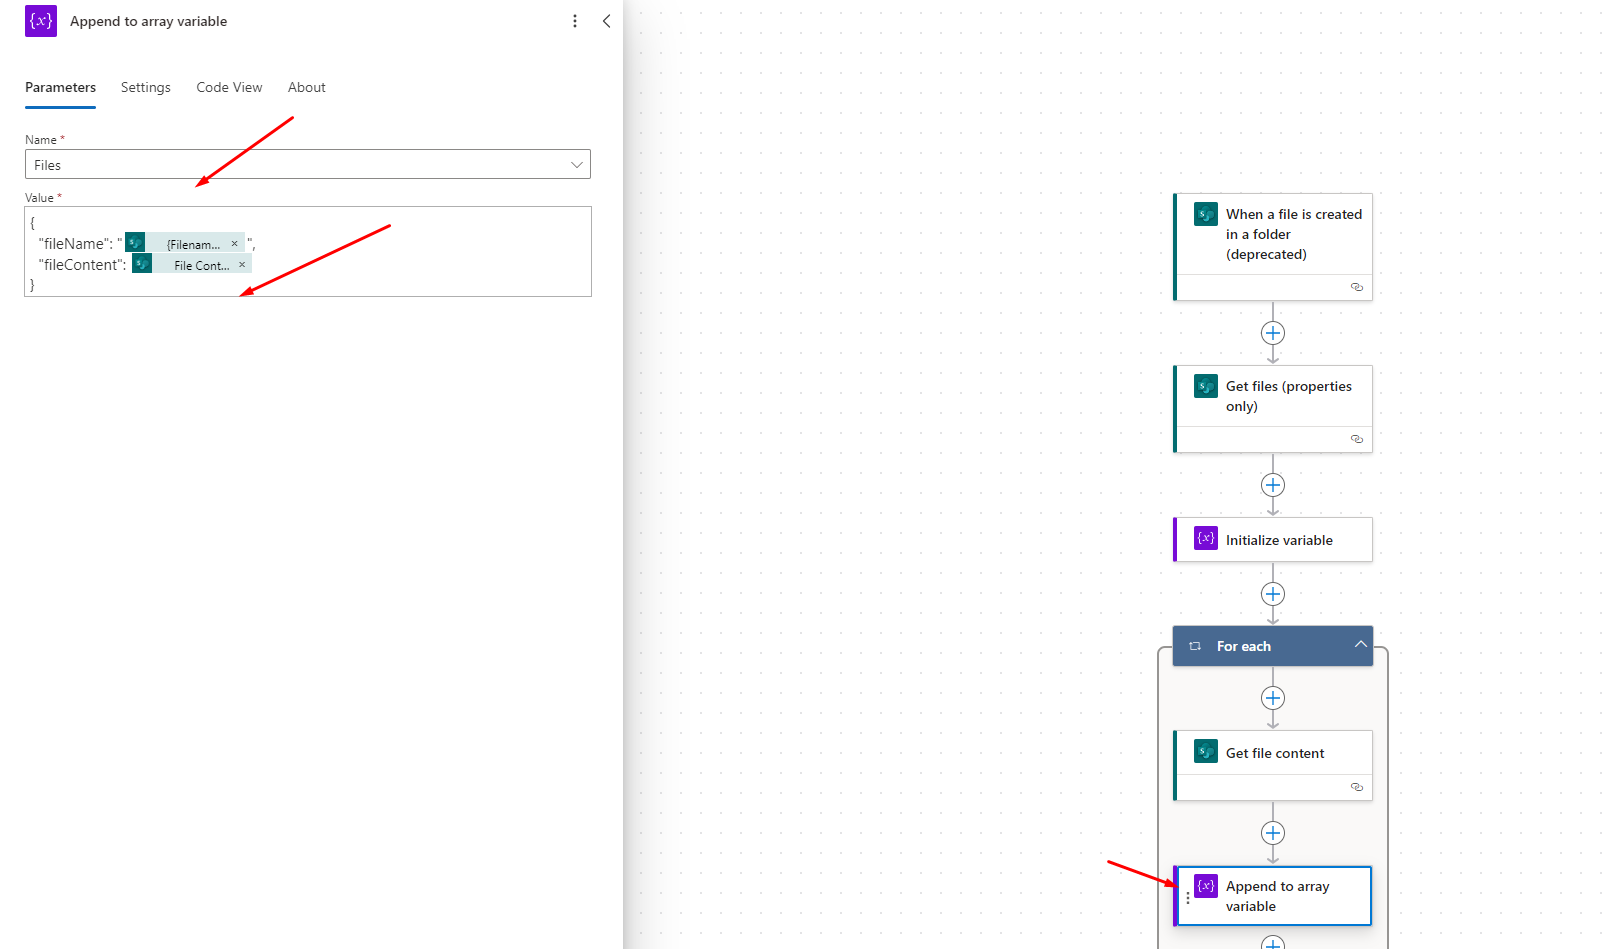 {x} Append to array variable
Parameters Settings Code View About
Name *
Files
Value *
{
"fileName": " {Filenam... × ",
"fileContent": File Cont... ×
}
When a file is created
in a folder
(deprecated)
Get files (properties
only)
{x} Initialize variable
For each
Get file content
{x} Append to array
variable